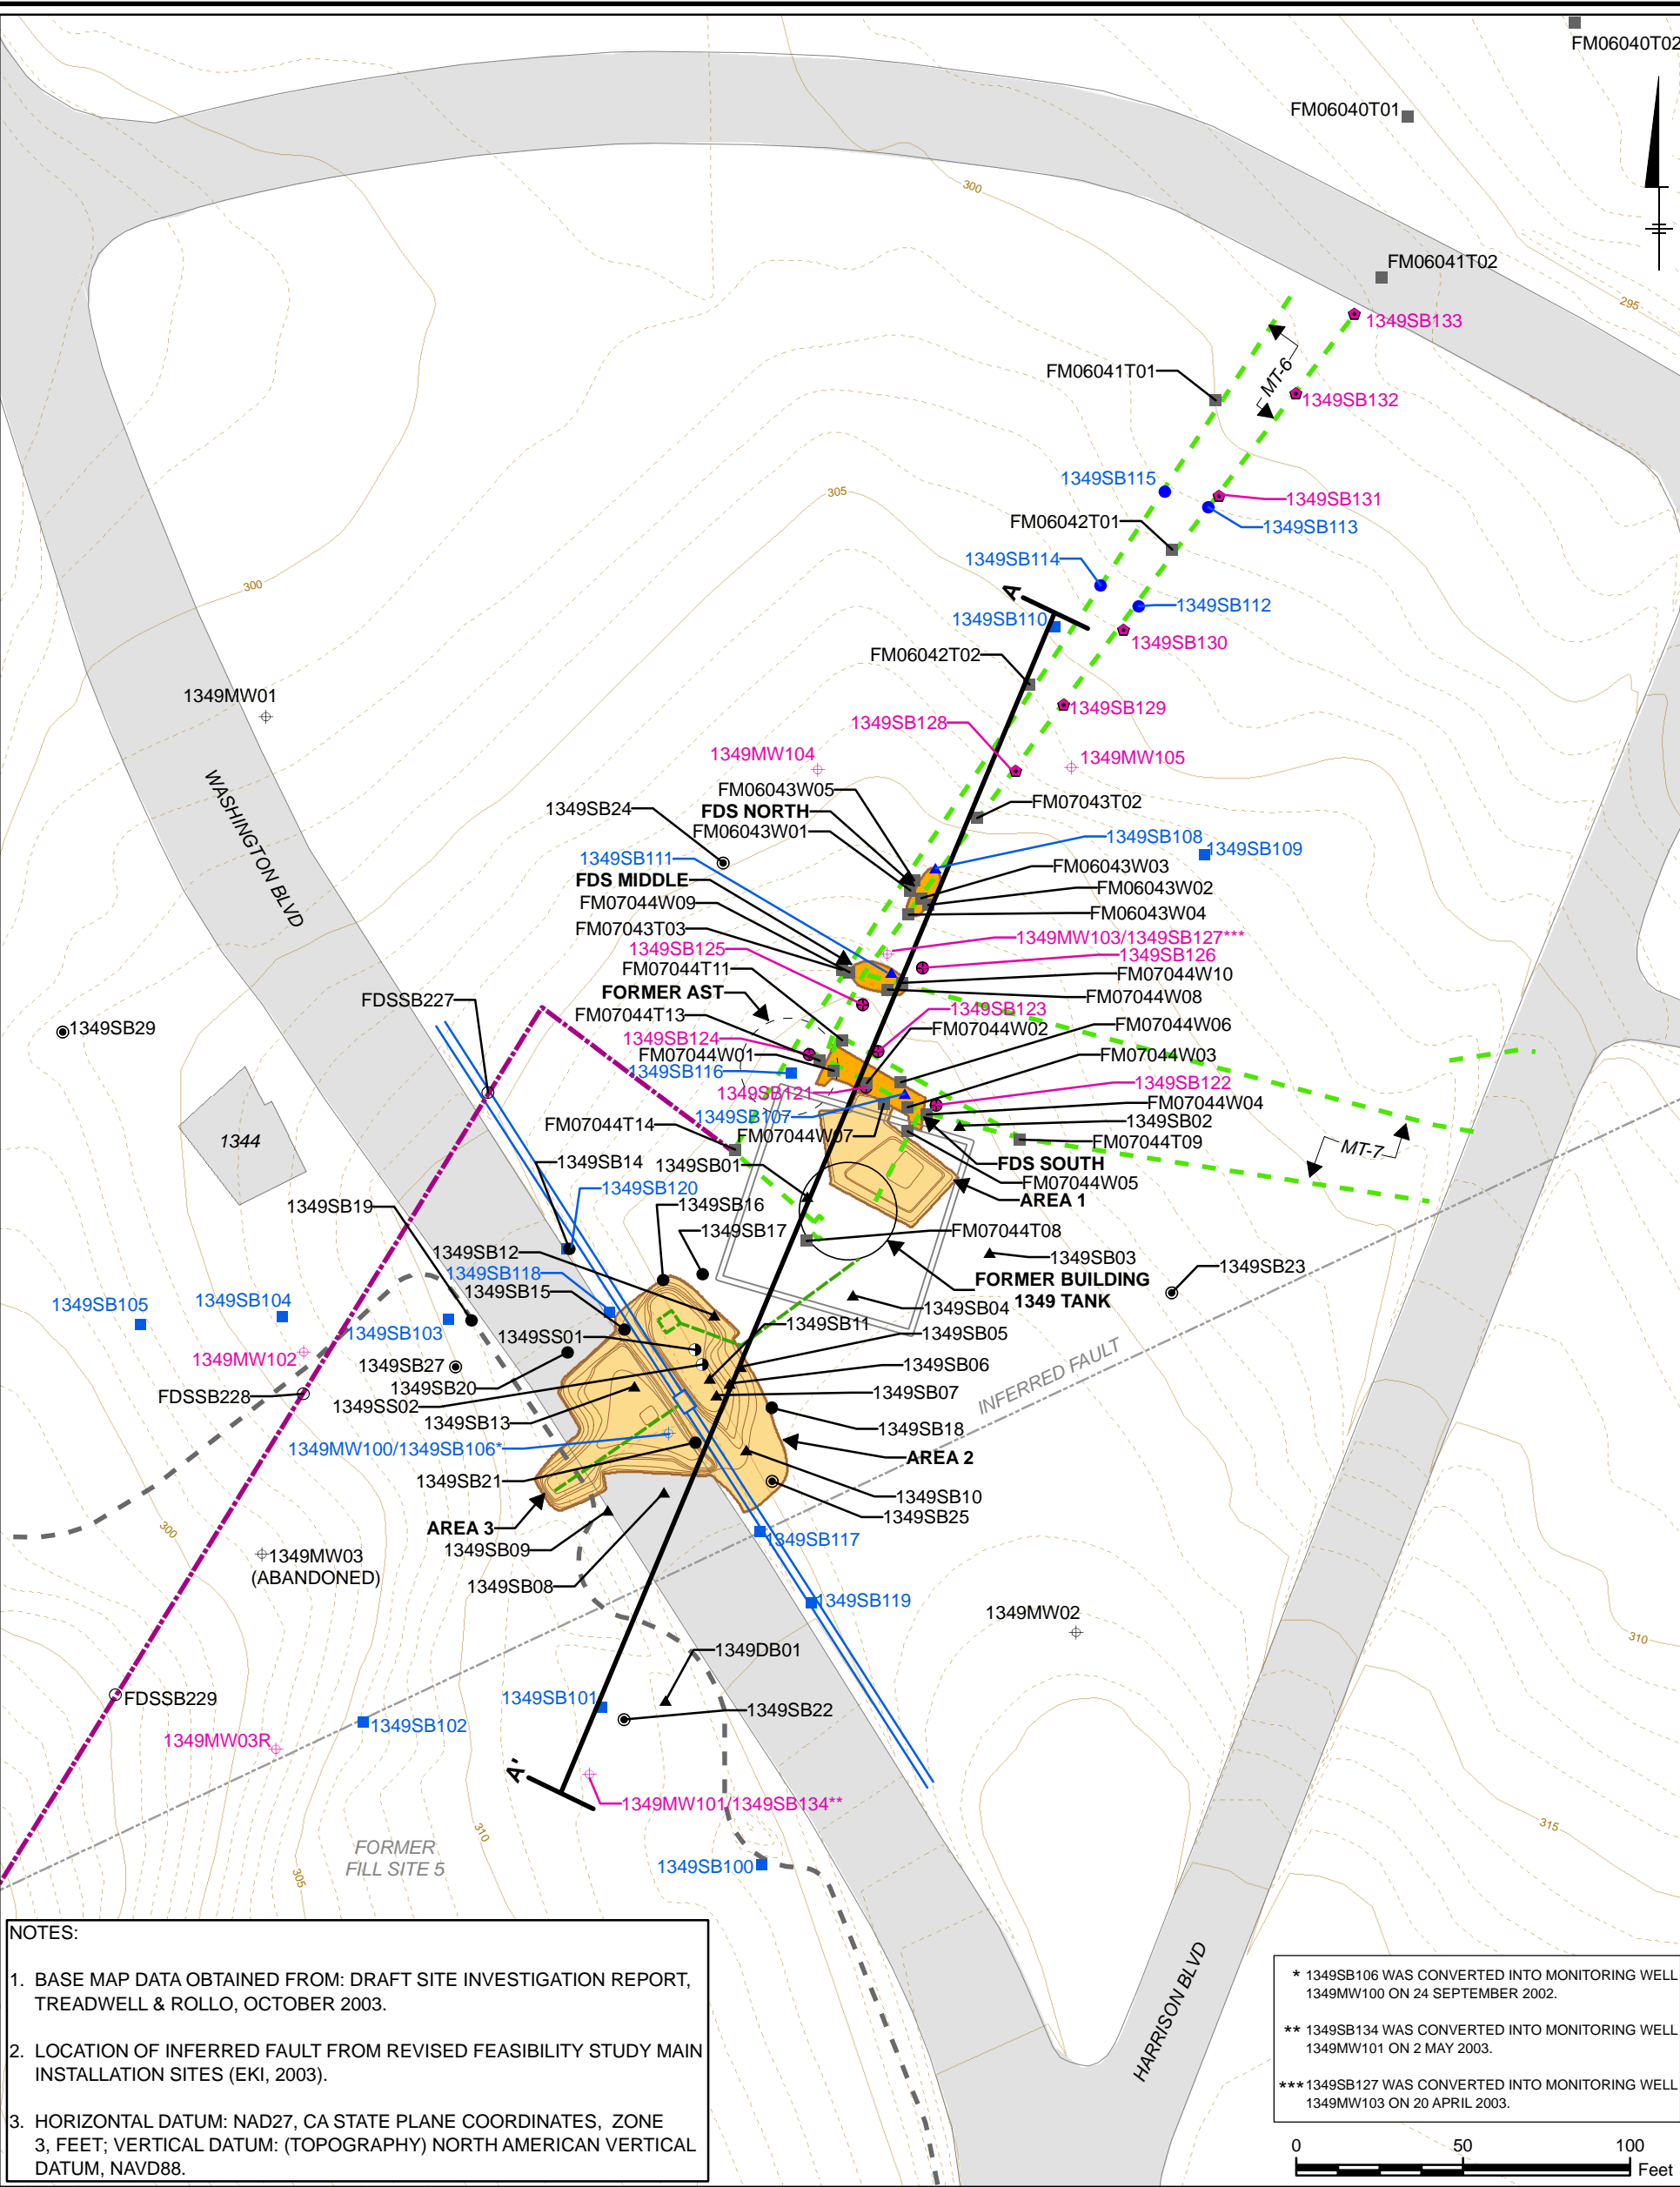 FM06040T02
FM06040T01
300
FM06041T02
295
1349SB133
FM06041T01
MT-6
1349SB132
305
1349SB115
1349SB131
FM06042T01
1349SB113
1349SB114
300
A
1349SB112
1349SB110
1349SB130
FM06042T02
1349MW01
1349SB129
1349SB128
1349MW104
1349MW105
WASHINGTON BLVD
FM06043W05
1349SB24
FDS NORTH
FM07043T02
FM06043W01
1349SB108
1349SB109
1349SB111
FM06043W03
FDS MIDDLE
FM06043W02
FM07044W09
FM06043W04
FM07043T03
1349MW103/1349SB127***
1349SB125
1349SB126
FM07044T11
FM07044W10
FORMER AST
FM07044W08
FDSSB227
1349SB123
FM07044T13
FM07044W02
FM07044W06
1349SB29
1349SB124
FM07044W01
FM07044W03
1349SB116
1349SB122
1349SB121
FM07044W04
1349SB107
1349SB02
FM07044T14
FM07044W07
FM07044T09
1344
MT-7
1349SB14
1349SB01
FDS SOUTH
1349SB120
FM07044W05
1349SB19
1349SB16
AREA 1
1349SB17
FM07044T08
1349SB12
1349SB03
1349SB118
FORMER BUILDING
1349 TANK
1349SB23
1349SB15
1349SB105
1349SB104
1349SB04
1349SB103
1349SB11
1349SS01
1349SB05
1349MW102
1349SB27
1349SB06
INFERRED FAULT
1349SB20
FDSSB228
1349SB07
1349SS02
1349SB13
1349SB18
1349MW100/1349SB106*
AREA 2
1349SB21
1349SB10
1349SB25
300
AREA 3
1349SB117
1349SB09
1349MW03
(ABANDONED)
1349SB08
1349SB119
1349MW02
310
1349DB01
FDSSB229
1349SB101
1349SB22
1349SB102
1349MW03R
A'
1349MW101/1349SB134**
315
310
FORMER
FILL SITE 5
305
1349SB100
HARRISON BLVD
NOTES:
1. BASE MAP DATA OBTAINED FROM: DRAFT SITE INVESTIGATION REPORT,
TREADWELL & ROLLO, OCTOBER 2003.
2. LOCATION OF INFERRED FAULT FROM REVISED FEASIBILITY STUDY MAIN
INSTALLATION SITES (EKI, 2003).
3. HORIZONTAL DATUM: NAD27, CA STATE PLANE COORDINATES, ZONE
3, FEET; VERTICAL DATUM: (TOPOGRAPHY) NORTH AMERICAN VERTICAL
DATUM, NAVD88.
* 1349SB106 WAS CONVERTED INTO MONITORING WELL
1349MW100 ON 24 SEPTEMBER 2002.
** 1349SB134 WAS CONVERTED INTO MONITORING WELL
1349MW101 ON 2 MAY 2003.
*** 1349SB127 WAS CONVERTED INTO MONITORING WELL
1349MW103 ON 20 APRIL 2003.
0 50 100
Feet